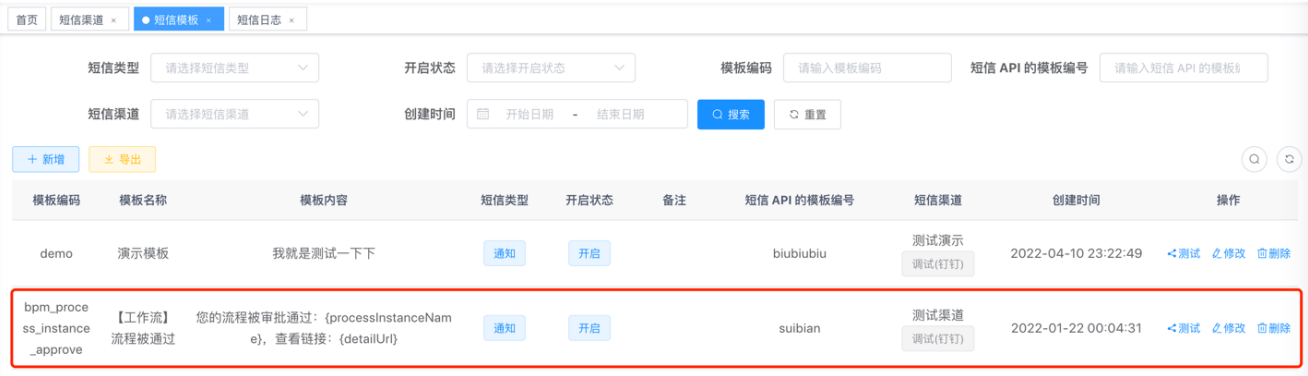 首页 短信渠道 × 短信模板 × 短信日志 ×
短信类型 请选择短信类型 开启状态 请选择开启状态 模板编码 请输入模板编码 短信 API 的模板编号 请输入短信 API 的模板
短信渠道 请选择短信渠道 创建时间 开始日期 - 结束日期 搜索 重置
+ 新增 导出
模板编码 模板名称 模板内容 短信类型 开启状态 备注 短信 API 的模板编号 短信渠道 创建时间 操作
demo 演示模板 我就是测试一下下 通知 开启 biubiubiu 测试演示 2022-04-10 23:22:49 测试 修改 删除
调试(钉钉)
bpm_proce 【工作流】 您的流程被审批通过：{processInstanceNam 测试渠道
ss_instance 流程被通过 e}，查看链接：{detailUrl} 通知 开启 suibian 调试(钉钉) 2022-01-22 00:04:31 测试 修改 删除
_approve